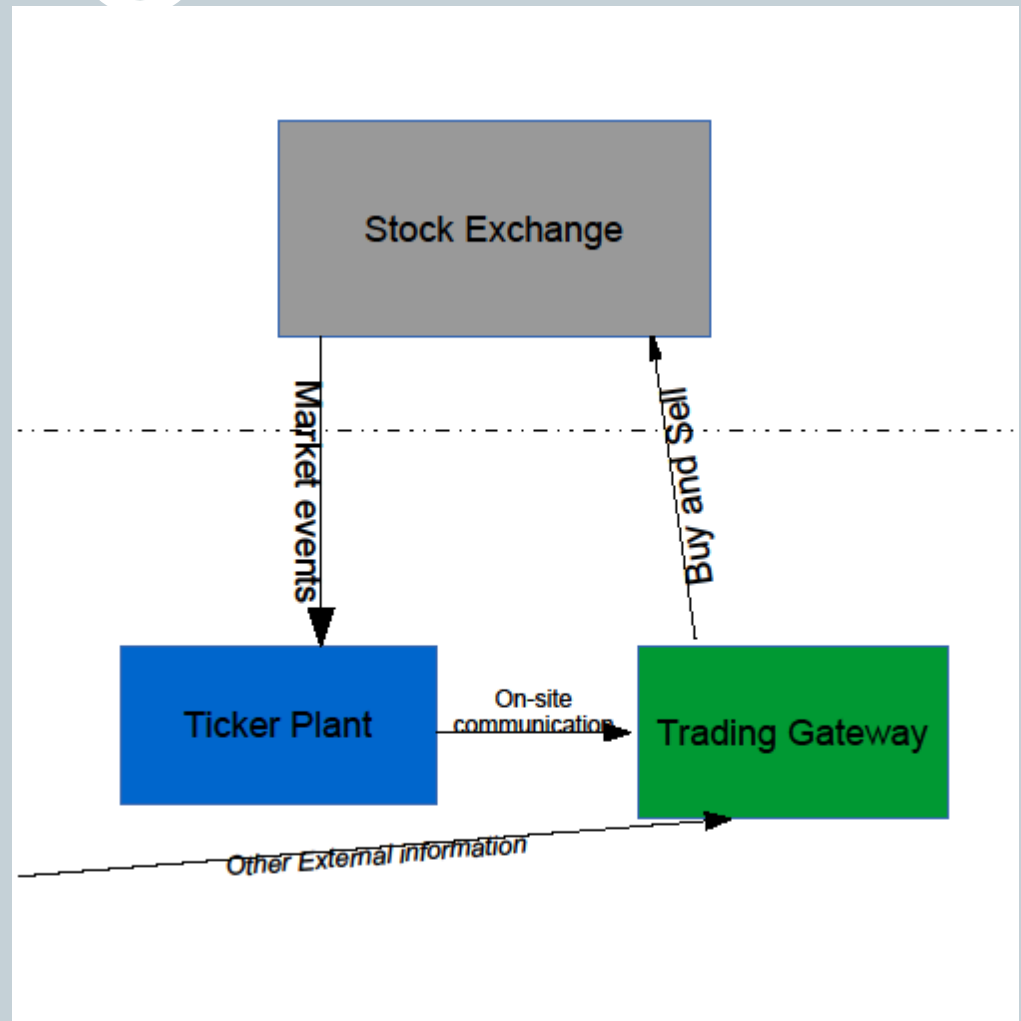 Stock Exchange
Market events
Buy and Sell
On-site
communication
Ticker Plant
Trading Gateway
Other External information